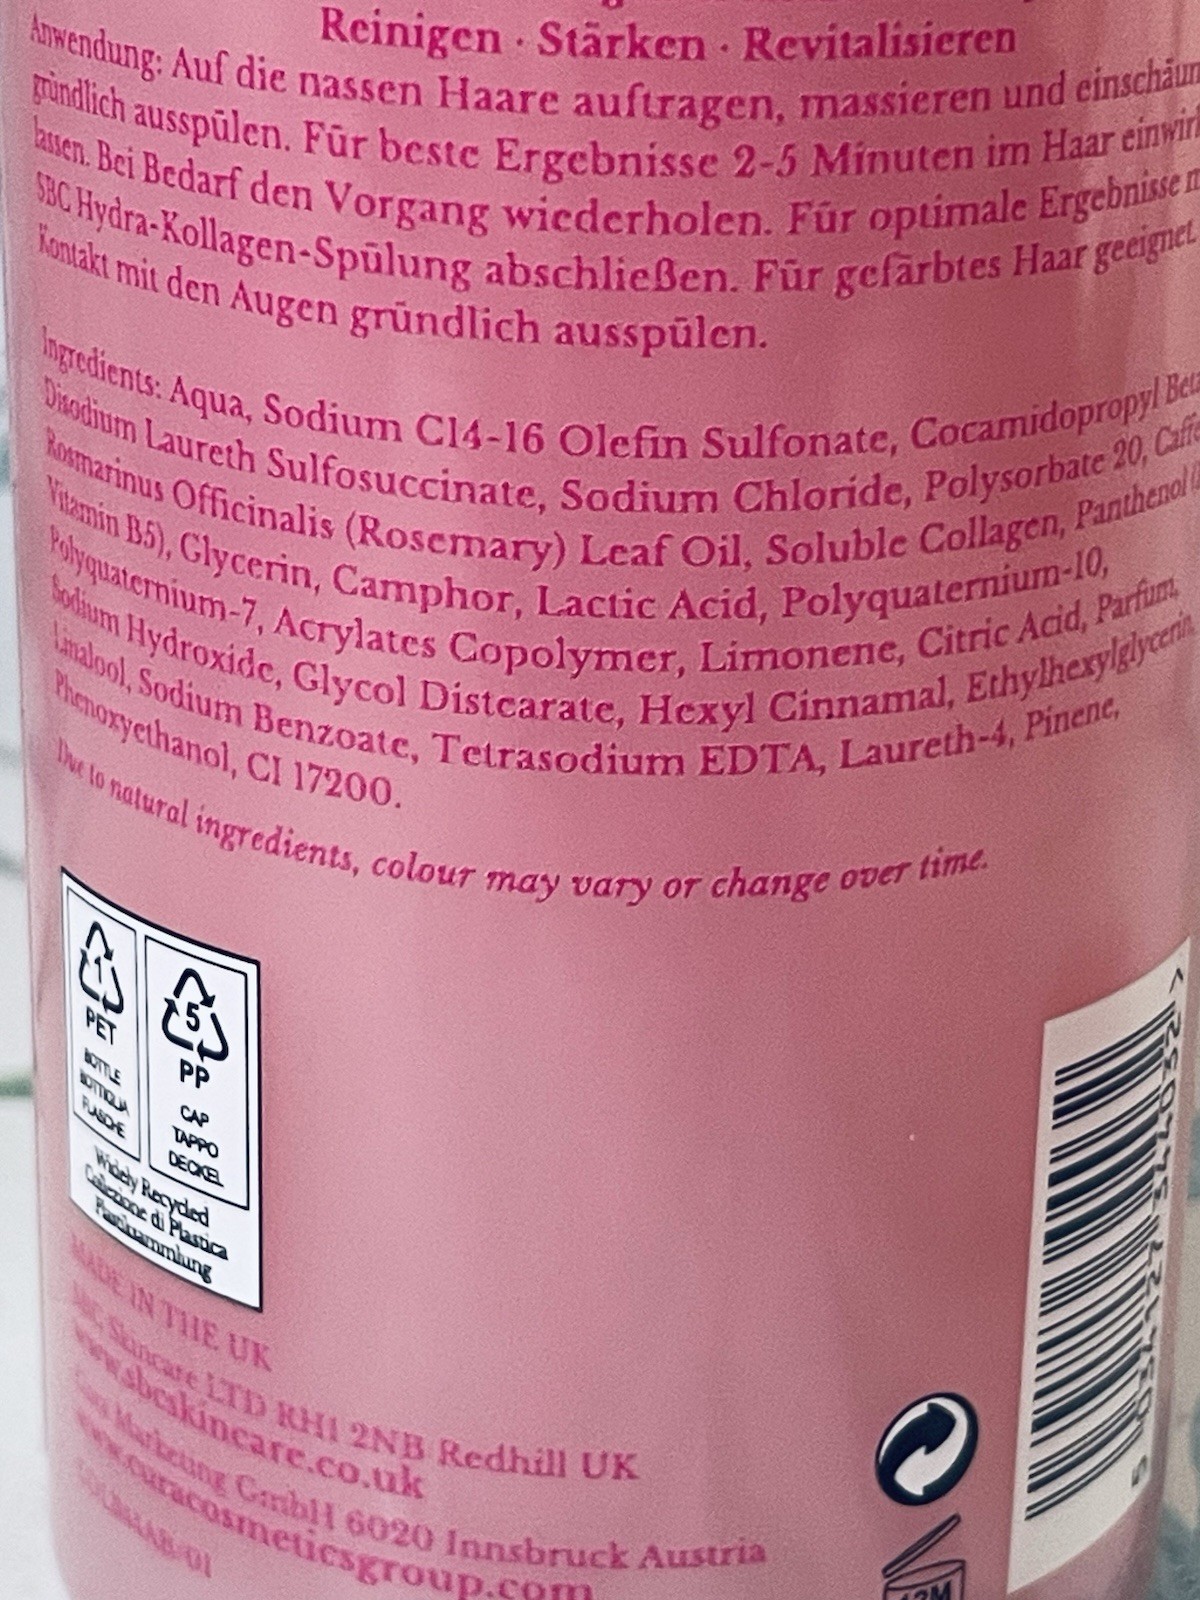 Reinigen · Stärken · Revitalisieren
Anwendung: Auf die nassen Haare auftragen, massieren und einschäum
gründlich ausspülen. Für beste Ergebnisse 2-5 Minuten im Haar einwir
lassen. Bei Bedarf den Vorgang wiederholen. Für optimale Ergebnisse m
SBC Hydra-Kollagen-Spülung abschließen. Für gefärbtes Haar geeignet.
Kontakt mit den Augen gründlich ausspülen.
Ingredients: Aqua, Sodium C14-16 Olefin Sulfonate, Cocamidopropyl Beta
Disodium Laureth Sulfosuccinate, Sodium Chloride, Polysorbate 20, Caff
Rosmarinus Officinalis (Rosemary) Leaf Oil, Soluble Collagen, Panthenol
Vitamin B5), Glycerin, Camphor, Lactic Acid, Polyquaternium-10,
Polyquaternium-7, Acrylates Copolymer, Limonene, Citric Acid, Parfum,
Sodium Hydroxide, Glycol Distearate, Hexyl Cinnamal, Ethylhexylglycerin,
Linalool, Sodium Benzoate, Tetrasodium EDTA, Laureth-4, Pinene,
Phenoxyethanol, CI 17200.
Due to natural ingredients, colour may vary or change over time.
1
PET
BOTTLE
BOTTIGLIA
FLASCHE
5
PP
CAP
TAPPO
DECKEL
Widely Recycled
Collezione di Plastica
Plastiksammlung
MADE IN THE UK
SBC Skincare LTD RH1 2NB Redhill UK
www.sbcskincare.co.uk
Marketing GmbH 6020 Innsbruck Austria
www.curacosmeticsgroup.com
5 034127 344032 >
12M